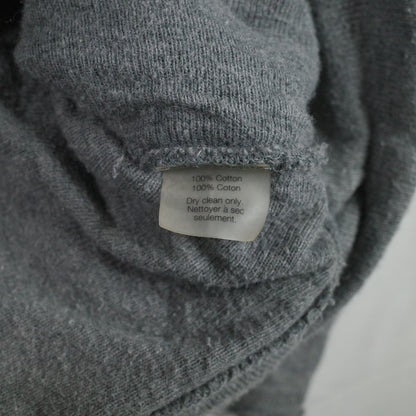 100% Cotton
100% Coton
Dry clean only.
Nettoyer à sec
seulement.